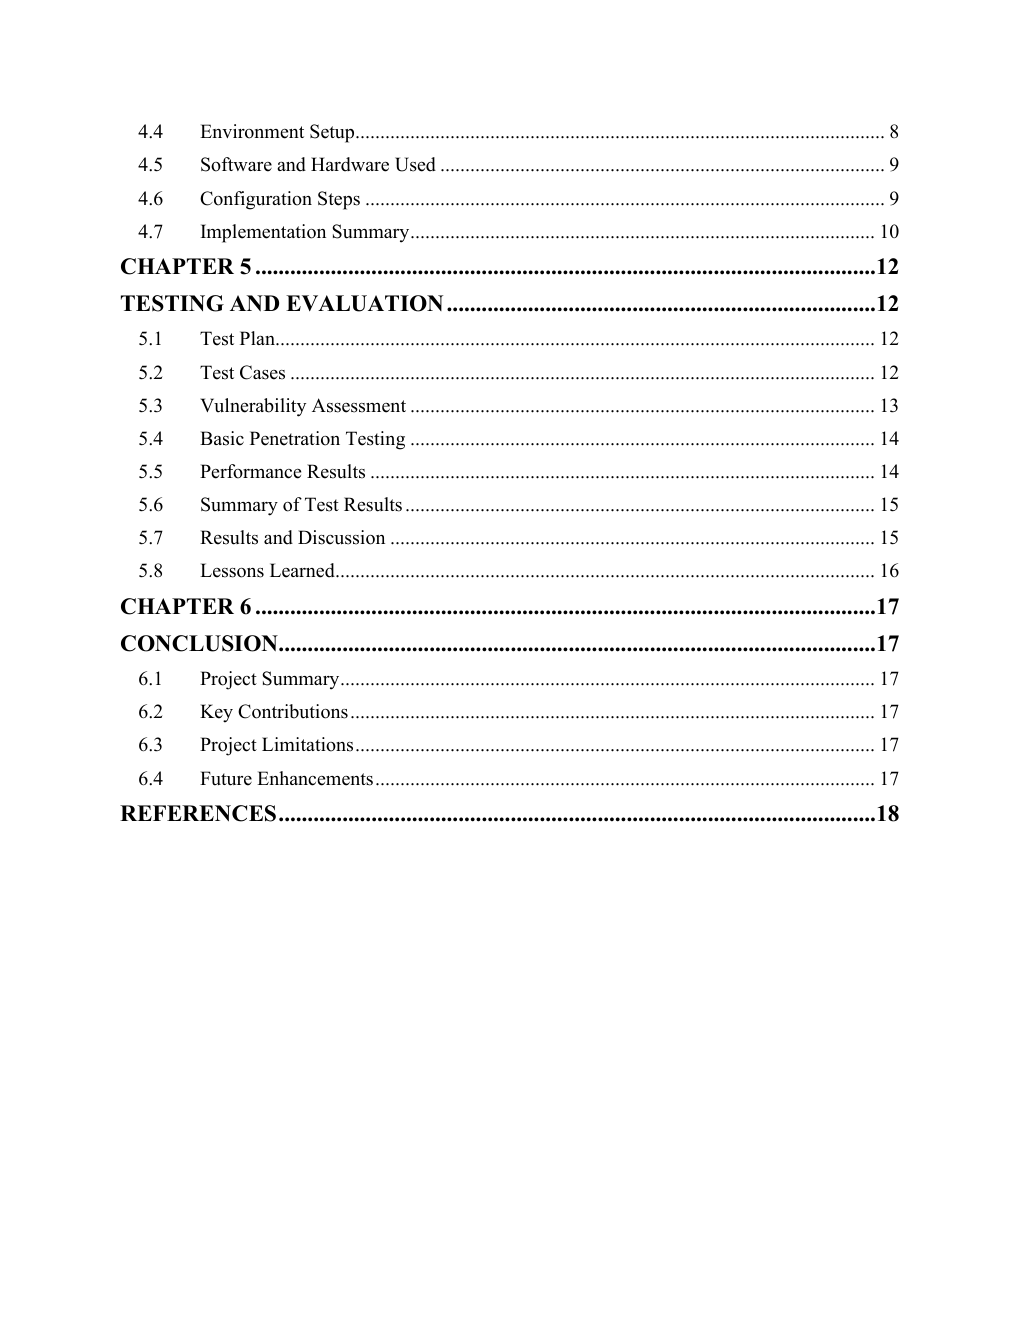 4.4 Environment Setup........ 8
4.5 Software and Hardware Used ........ 9
4.6 Configuration Steps ........ 9
4.7 Implementation Summary........ 10
CHAPTER 5 ........12
TESTING AND EVALUATION ........12
5.1 Test Plan........ 12
5.2 Test Cases ........ 12
5.3 Vulnerability Assessment ........ 13
5.4 Basic Penetration Testing ........ 14
5.5 Performance Results ........ 14
5.6 Summary of Test Results ........ 15
5.7 Results and Discussion ........ 15
5.8 Lessons Learned........ 16
CHAPTER 6 ........17
CONCLUSION........17
6.1 Project Summary........ 17
6.2 Key Contributions ........ 17
6.3 Project Limitations ........ 17
6.4 Future Enhancements ........ 17
REFERENCES ........18